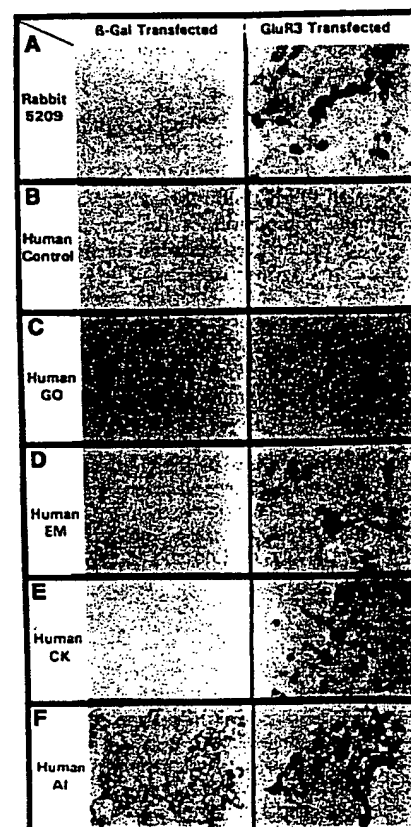 ß-Gal Transfected
GluR3 Transfected
A
Rabbit
5209
B
Human
Control
C
Human
GO
D
Human
EM
E
Human
CK
F
Human
AI